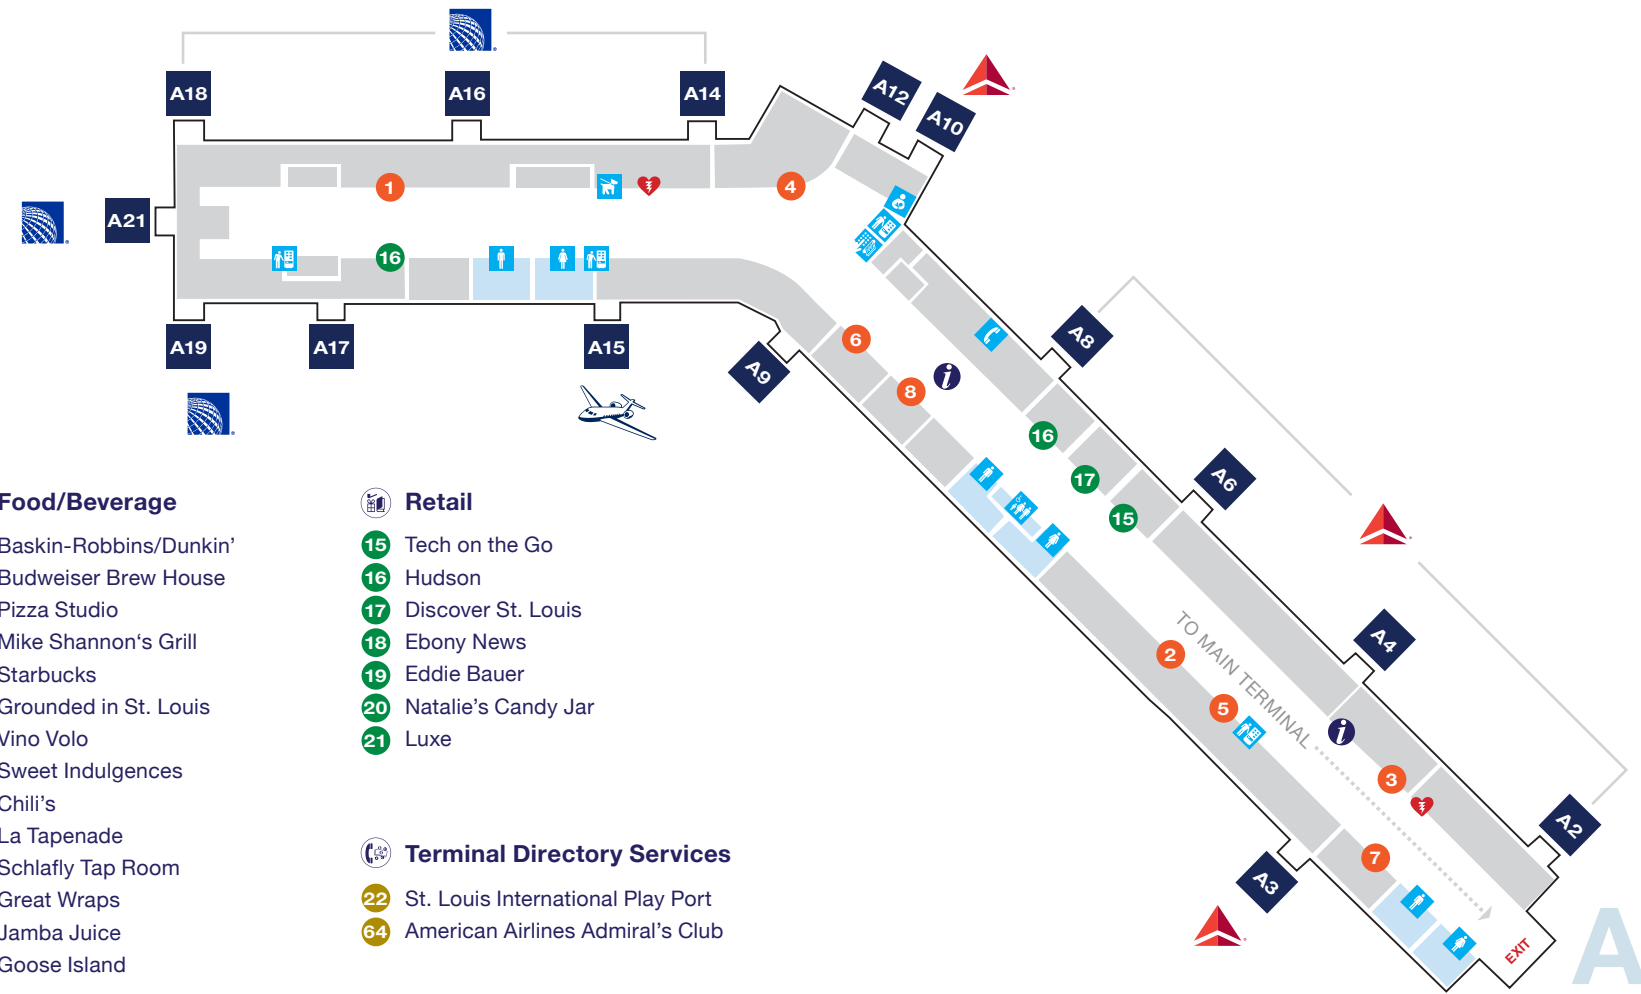 A18
A16
A14
A12
A10
A21
1
4
16
A19
A17
A15
A9
A8
6
8
i
16
17
15
A6
Food/Beverage
Baskin-Robbins/Dunkin’
Budweiser Brew House
Pizza Studio
Mike Shannon‘s Grill
Starbucks
Grounded in St. Louis
Vino Volo
Sweet Indulgences
Chili’s
La Tapenade
Schlafly Tap Room
Great Wraps
Jamba Juice
Goose Island
Retail
15 Tech on the Go
16 Hudson
17 Discover St. Louis
18 Ebony News
19 Eddie Bauer
20 Natalie’s Candy Jar
21 Luxe
Terminal Directory Services
22 St. Louis International Play Port
64 American Airlines Admiral’s Club
TO MAIN TERMINAL
A4
2
5
i
3
A2
7
A3
EXIT
A